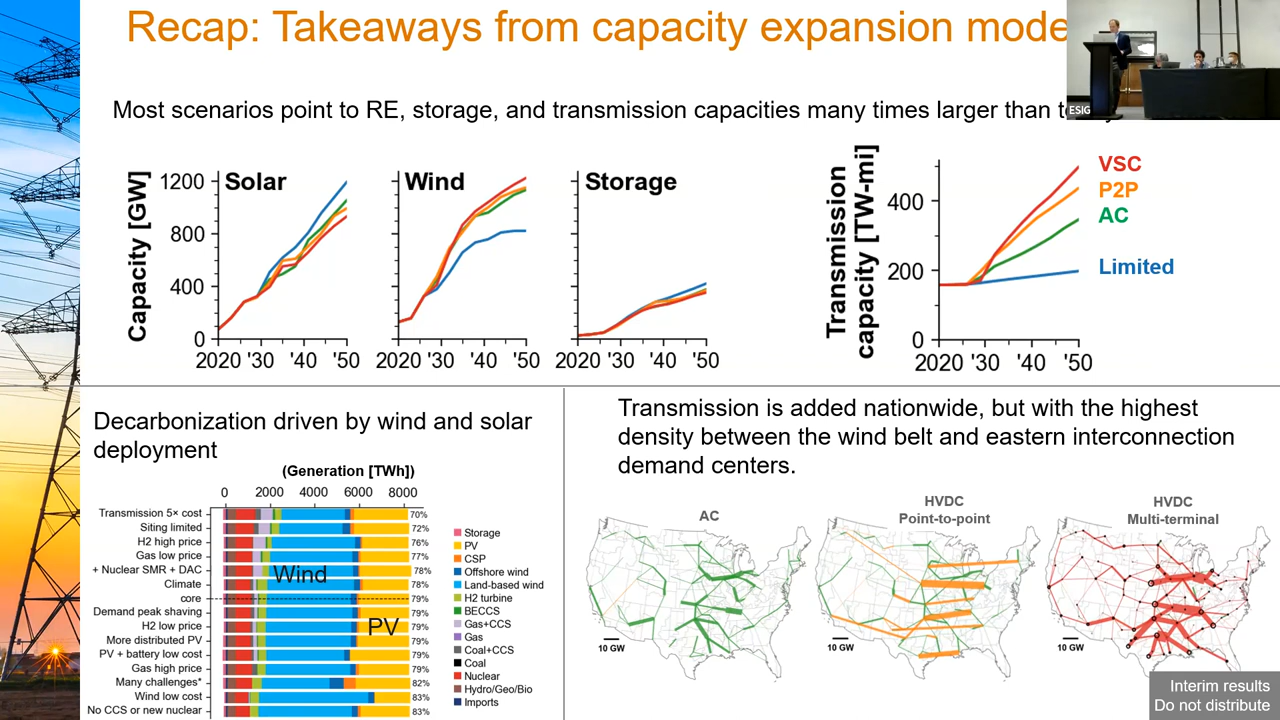 Recap: Takeaways from capacity expansion mode
ESIG
Most scenarios point to RE, storage, and transmission capacities many times larger than
Capacity [GW]
1200
800
400
0
Solar
2020 '30 '40 '50
Wind
2020 '30 '40 '50
Storage
2020 '30 '40 '50
Transmission
capacity [TW-mi]
400
200
0
2020 '30 '40 '50
VSC
P2P
AC
Limited
Decarbonization driven by wind and solar
deployment
(Generation [TWh])
0 2000 4000 6000 8000
Transmission 5× cost 70%
Siting limited 72%
H2 high price 76%
Gas low price 77%
+ Nuclear SMR + DAC 78%
Climate 78%
core 79%
Demand peak shaving 79%
H2 low price 79%
More distributed PV 79%
PV + battery low cost 79%
Gas high price 79%
Many challenges* 82%
Wind low cost 83%
No CCS or new nuclear 83%
Wind
PV
Storage
PV
CSP
Offshore wind
Land-based wind
H2 turbine
BECCS
Gas+CCS
Gas
Coal+CCS
Coal
Nuclear
Hydro/Geo/Bio
Imports
Transmission is added nationwide, but with the highest
density between the wind belt and eastern interconnection
demand centers.
AC
10 GW
HVDC
Point-to-point
10 GW
HVDC
Multi-terminal
10 GW
Interim results
Do not distribute